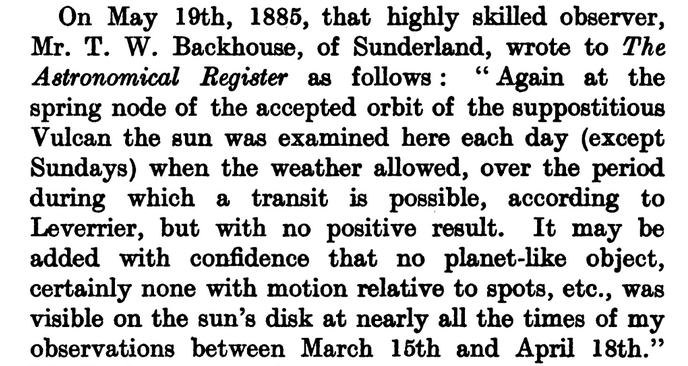 On May 19th, 1885, that highly skilled observer,
Mr. T. W. Backhouse, of Sunderland, wrote to The
Astronomical Register as follows : “ Again at the
spring node of the accepted orbit of the suppostitious
Vulcan the sun was examined here each day (except
Sundays) when the weather allowed, over the period
during which a transit is possible, according to
Leverrier, but with no positive result. It may be
added with confidence that no planet-like object,
certainly none with motion relative to spots, etc., was
visible on the sun’s disk at nearly all the times of my
observations between March 15th and April 18th.”